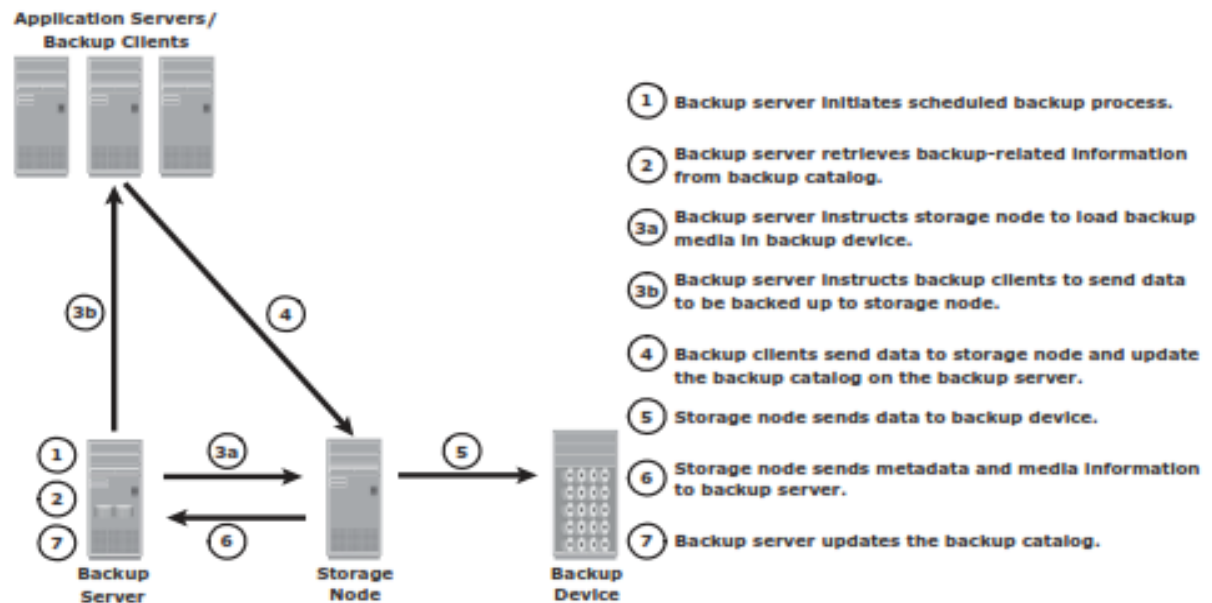 Application Servers/
Backup Clients
1 Backup server initiates scheduled backup process.
2 Backup server retrieves backup-related information
from backup catalog.
3a Backup server instructs storage node to load backup
media in backup device.
3b Backup server instructs backup clients to send data
to be backed up to storage node.
4 Backup clients send data to storage node and update
the backup catalog on the backup server.
5 Storage node sends data to backup device.
6 Storage node sends metadata and media information
to backup server.
7 Backup server updates the backup catalog.
3b
4
1
2
7
3a
6
5
Backup
Server
Storage
Node
Backup
Device